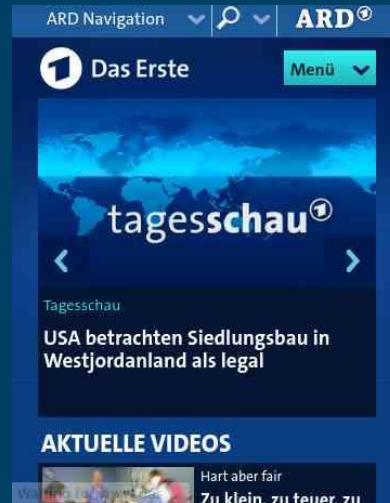 ARD Navigation
ARD
Das Erste
Menü
tagesschau
Tagesschau
USA betrachten Siedlungsbau in
Westjordanland als legal
AKTUELLE VIDEOS
Hart aber fair
Zu klein, zu teuer, zu